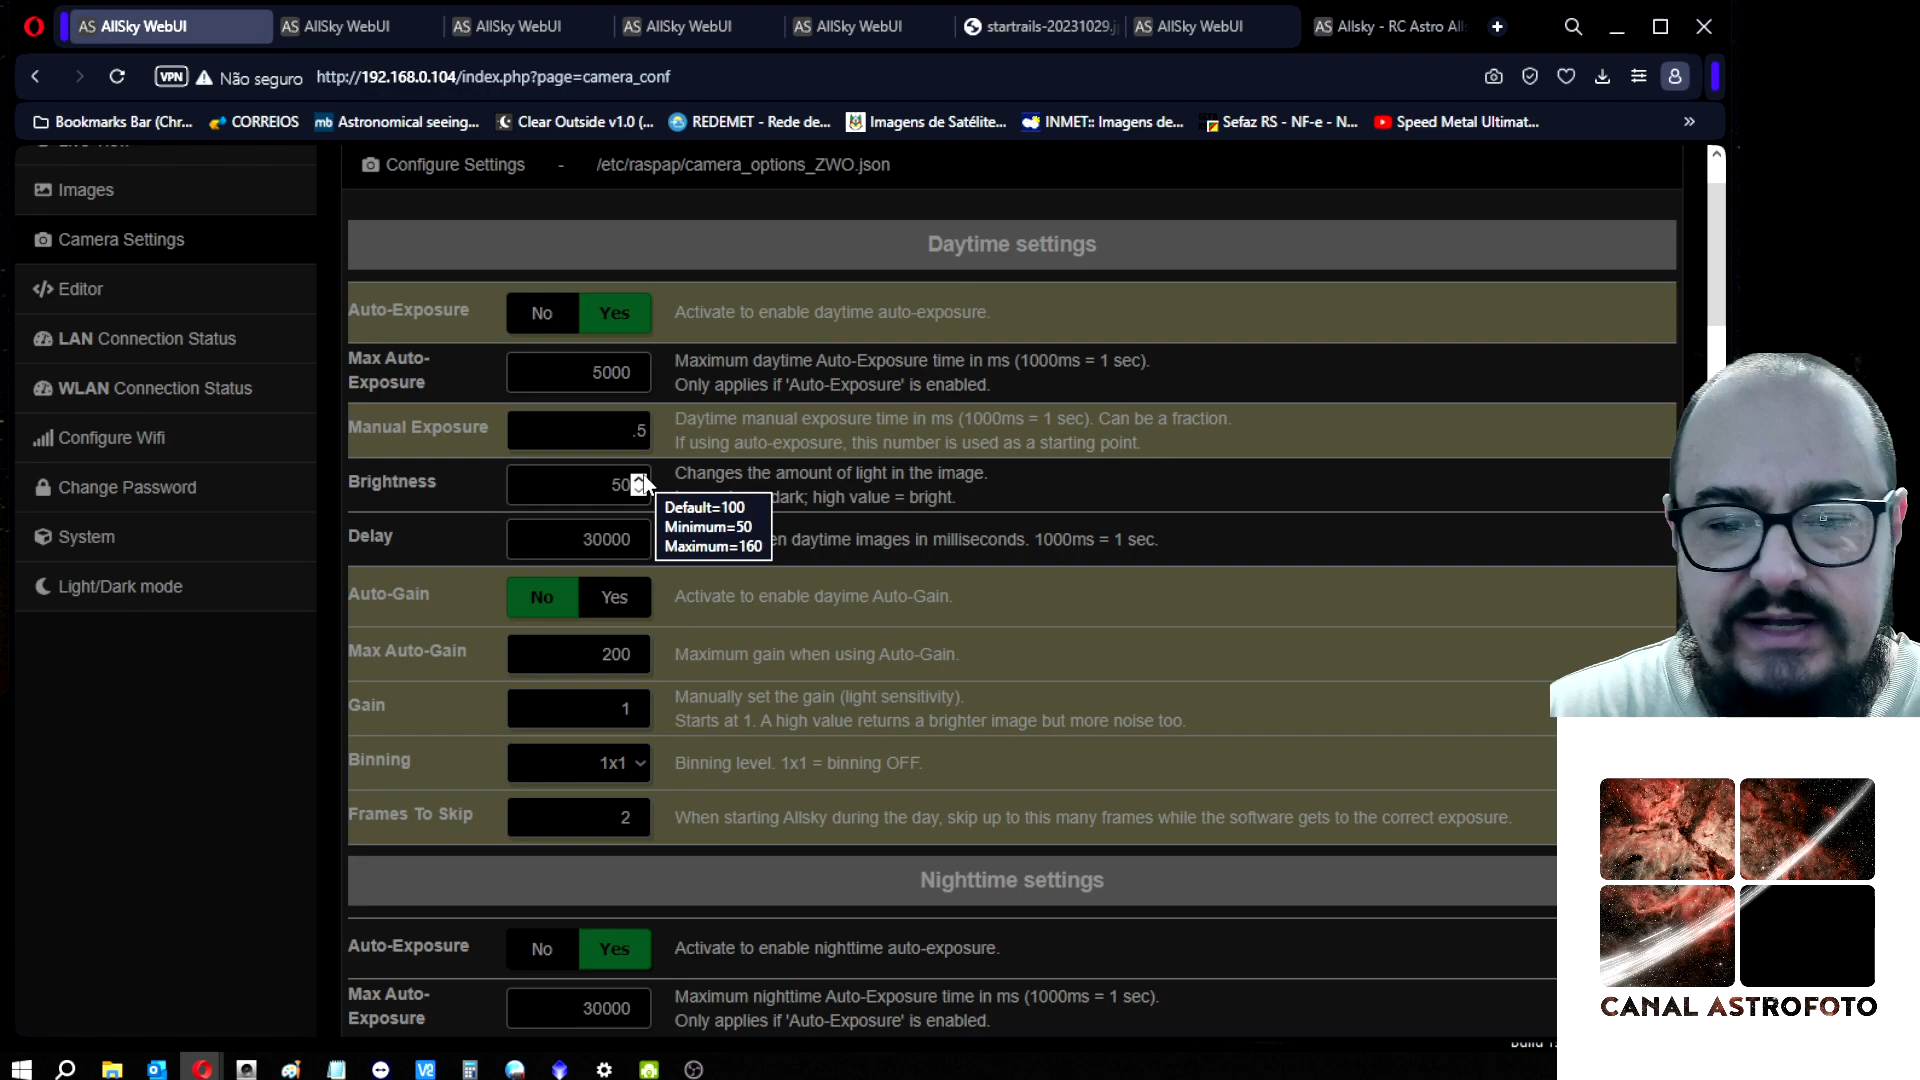 AS AllSky WebUI
AS AllSky WebUI
AS AllSky WebUI
AS AllSky WebUI
AS AllSky WebUI
startrails-20231029.j
AS AllSky WebUI
AS Allsky - RC Astro All
VPN
Não seguro
http://192.168.0.104/index.php?page=camera_conf
Bookmarks Bar (Chr...
CORREIOS
mb Astronomical seeing...
Clear Outside v1.0 (...
REDEMET - Rede de...
Imagens de Satélite...
INMET:: Imagens de...
Sefaz RS - NF-e - N...
Speed Metal Ultimat...
»
Images
Camera Settings
Editor
LAN Connection Status
WLAN Connection Status
Configure Wifi
Change Password
System
Light/Dark mode
Configure Settings - /etc/raspap/camera_options_ZWO.json
Daytime settings
Auto-Exposure No Yes Activate to enable daytime auto-exposure.
Max Auto-
Exposure
5000
Maximum daytime Auto-Exposure time in ms (1000ms = 1 sec).
Only applies if 'Auto-Exposure' is enabled.
Manual Exposure .5
Daytime manual exposure time in ms (1000ms = 1 sec). Can be a fraction.
If using auto-exposure, this number is used as a starting point.
Brightness 50
Changes the amount of light in the image.
dark; high value = bright.
Default=100
Minimum=50
Maximum=160
Delay 30000
daytime images in milliseconds. 1000ms = 1 sec.
Auto-Gain No Yes Activate to enable dayime Auto-Gain.
Max Auto-Gain 200 Maximum gain when using Auto-Gain.
Gain 1
Manually set the gain (light sensitivity).
Starts at 1. A high value returns a brighter image but more noise too.
Binning 1x1 Binning level. 1x1 = binning OFF.
Frames To Skip 2 When starting Allsky during the day, skip up to this many frames while the software gets to the correct exposure.
Nighttime settings
Auto-Exposure No Yes Activate to enable nighttime auto-exposure.
Max Auto-
Exposure
30000
Maximum nighttime Auto-Exposure time in ms (1000ms = 1 sec).
Only applies if 'Auto-Exposure' is enabled.
CANAL ASTROFOTO